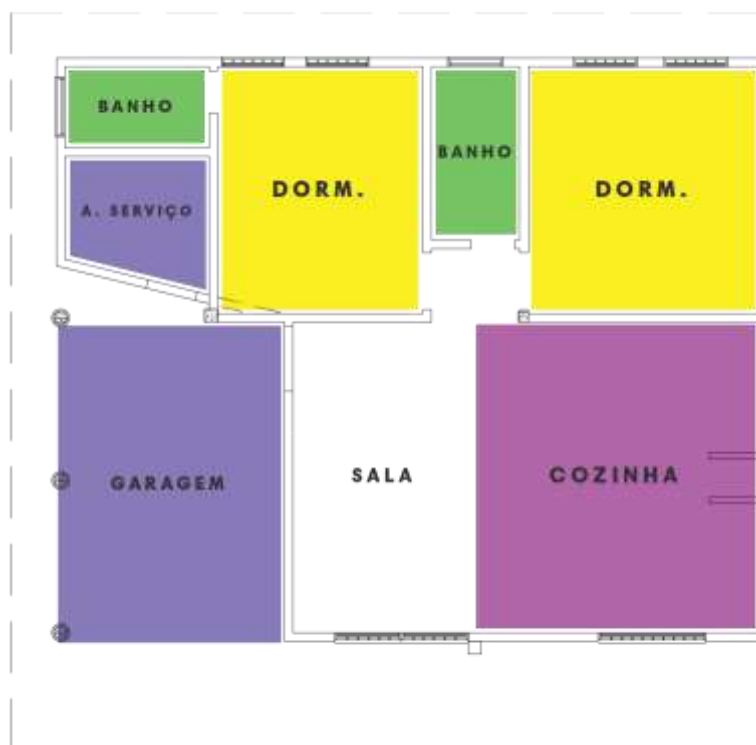 BANHO
DORM.
BANHO
DORM.
A. SERVIÇO
GARAGEM
SALA
COZINHA